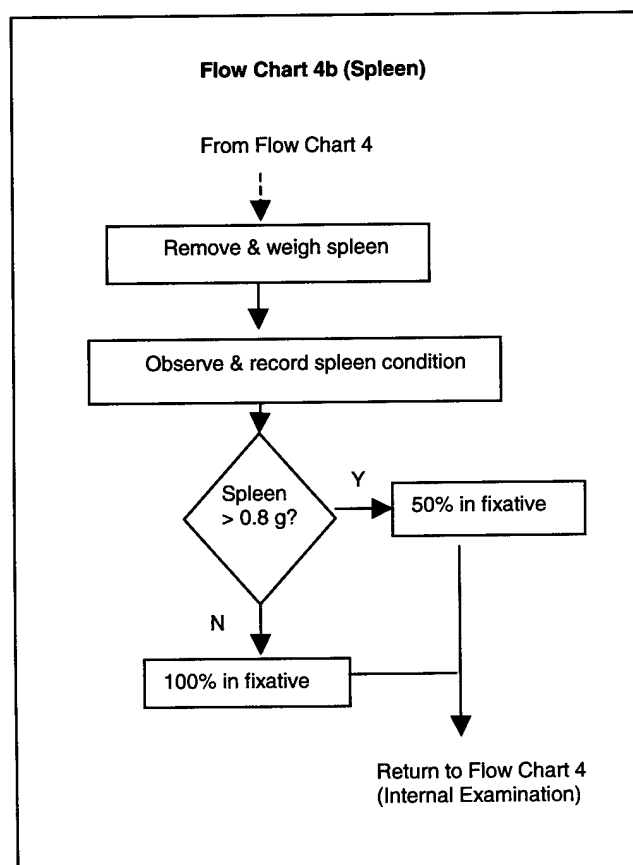 Flow Chart 4b (Spleen)
From Flow Chart 4
Remove & weigh spleen
Observe & record spleen condition
Spleen
> 0.8 g?
Y
50% in fixative
N
100% in fixative
Return to Flow Chart 4
(Internal Examination)